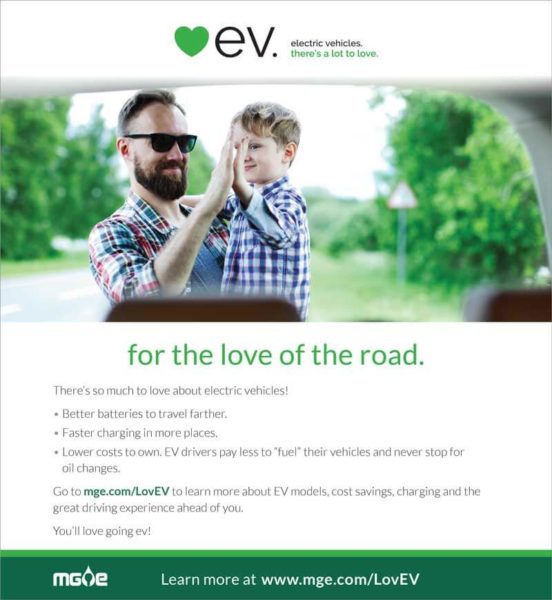 ev.
electric vehicles.
there's a lot to love.
for the love of the road.
There's so much to love about electric vehicles!
• Better batteries to travel farther.
• Faster charging in more places.
• Lower costs to own. EV drivers pay less to "fuel" their vehicles and never stop for
oil changes.
Go to mge.com/LovEV to learn more about EV models, cost savings, charging and the
great driving experience ahead of you.
You'll love going ev!
mge Learn more at www.mge.com/LovEV